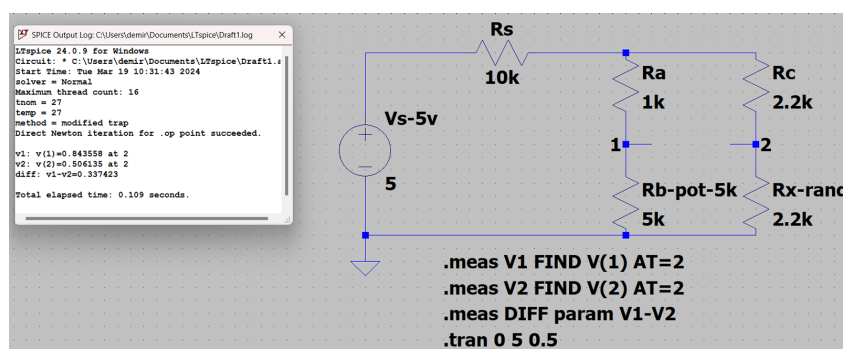 SPICE Output Log: C:\Users\demir\Documents\LTspice\Draft1.log
LTspice 24.0.9 for Windows
Circuit: * C:\Users\demir\Documents\LTspice\Draft1.a
Start Time: Tue Mar 19 10:31:43 2024
solver = Normal
Maximum thread count: 16
tnom = 27
temp = 27
method = modified trap
Direct Newton iteration for .op point succeeded.
v1: v(1)=0.843558 at 2
v2: v(2)=0.506135 at 2
diff: v1-v2=0.337423
Total elapsed time: 0.109 seconds.
Rs
10k
Vs-5v
5
Ra
1k
Rc
2.2k
1
2
Rb-pot-5k
5k
Rx-rand
2.2k
.meas V1 FIND V(1) AT=2
.meas V2 FIND V(2) AT=2
.meas DIFF param V1-V2
.tran 0 5 0.5